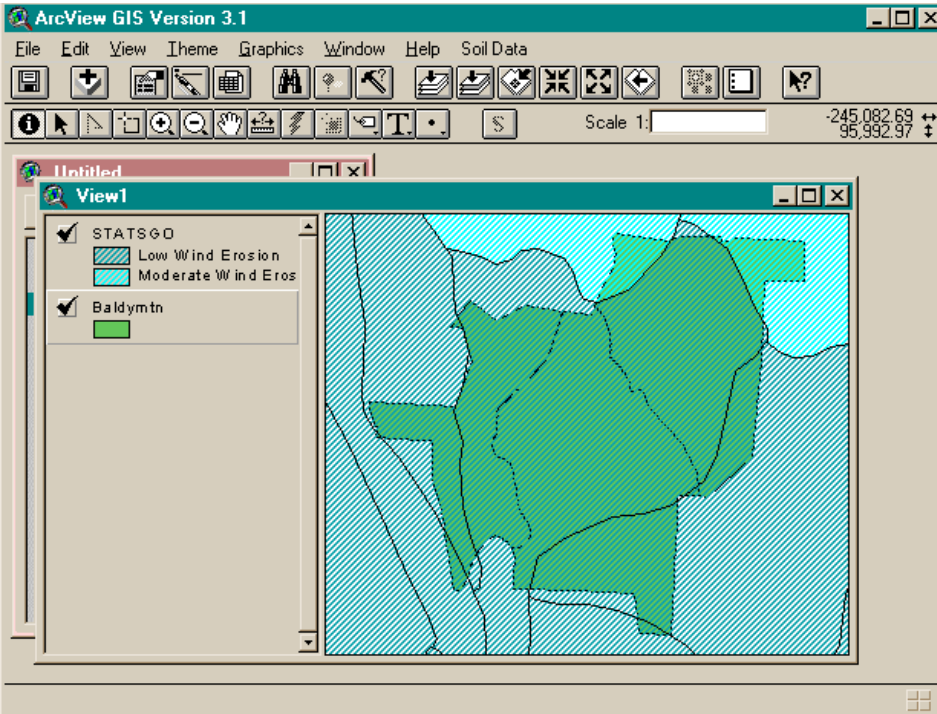 ArcView GIS Version 3.1
File Edit View Theme Graphics Window Help Soil Data
T. S Scale 1: -245,082.69
95,992.97
Untitled
View1
STATSGO
Low Wind Erosion
Moderate Wind Eros
Baldymtn